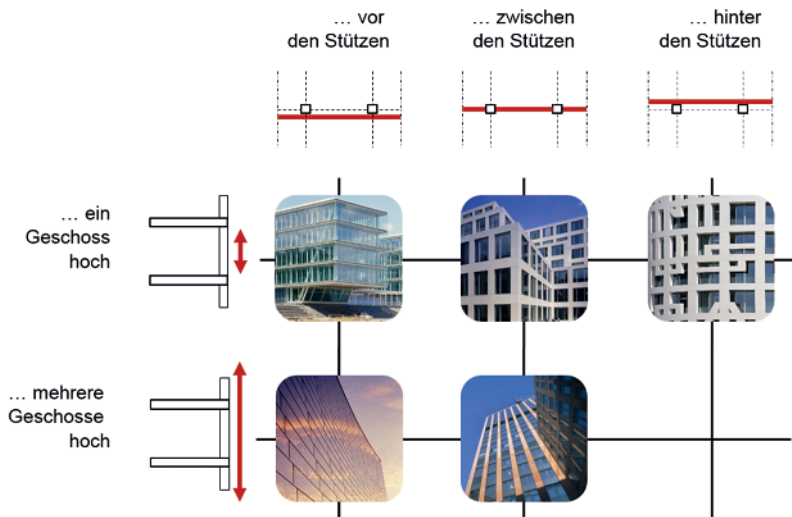 … vor
den Stützen
… zwischen
den Stützen
… hinter
den Stützen
… ein
Geschoss
hoch
… mehrere
Geschosse
hoch